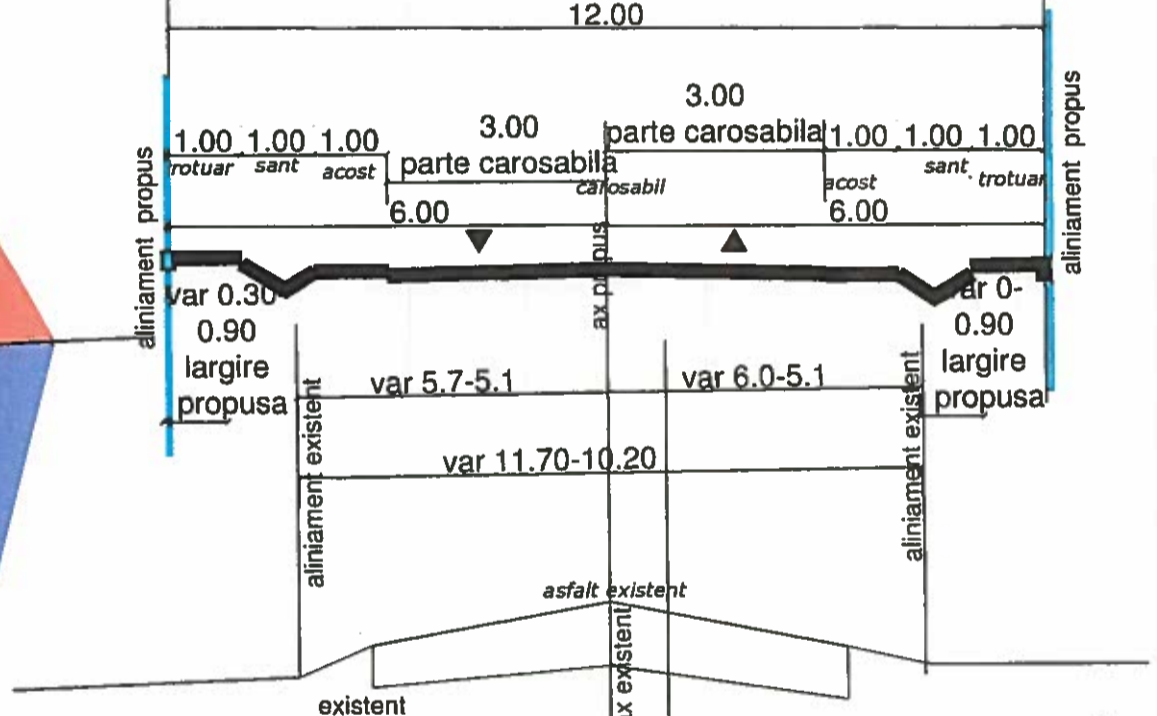 12.00
3.00
parte carosabila
3.00
parte carosabila
1.00 1.00 1.00
rotuar sant acost
1.00 1.00 1.00
acost sant. trotuar
carosabil
6.00
6.00
aliniament propus
ax propus
aliniament propus
var 0.30-
0.90
largire
propusa
ar 0-
0.90
largire
propusa
var 5.7-5.1
var 6.0-5.1
var 11.70-10.20
aliniament existent
aliniament existent
asfalt existent
ax existent
existent